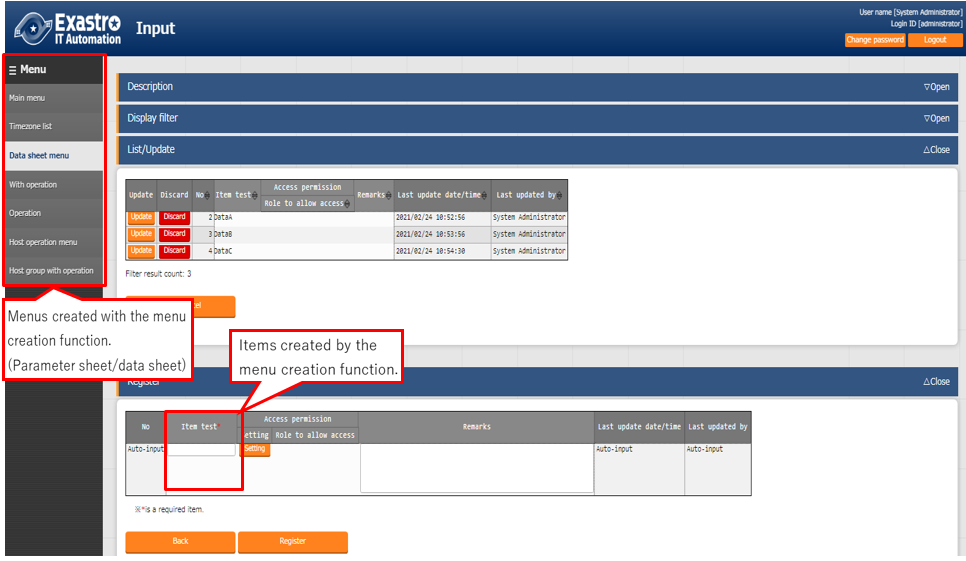 Exastro
IT Automation
Input
User name [System Administrator]
Login ID [administrator]
Change password
Logout
Menu
Main menu
Timezone list
Data sheet menu
With operation
Operation
Host operation menu
Host group with operation
Description
▽Open
Display filter
▽Open
List/Update
△Close
Update Discard No Item test Access permission Remarks Last update date/time Last updated by
Role to allow access
Update Discard 2 DataA 2021/02/24 10:52:56 System Administrator
Update Discard 3 DataB 2021/02/24 10:53:56 System Administrator
Update Discard 4 DataC 2021/02/24 10:54:30 System Administrator
Filter result count: 3
Menus created with the menu
creation function.
(Parameter sheet/data sheet)
Items created by the
menu creation function.
Register
△Close
No Item test* Access permission Remarks Last update date/time Last updated by
Setting Role to allow access
Auto-input Setting Auto-input Auto-input
※*is a required item.
Back
Register